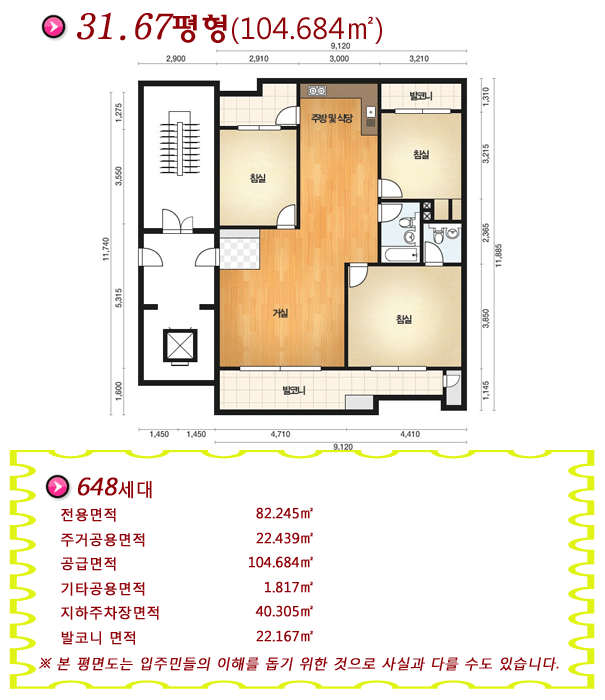 31.67평형(104.684㎡)
9,120
2,900 2,910 3,000 3,210
발코니
주방 및 식당
침실
침실
거실
침실
발코니
1,275
3,550
11,740
5,315
1,600
1,310
3,215
2,365
11,885
3,850
1,145
1,450 1,450 4,710 4,410
9,120
648세대
전용면적 82.245㎡
주거공용면적 22.439㎡
공급면적 104.684㎡
기타공용면적 1.817㎡
지하주차장면적 40.305㎡
발코니 면적 22.167㎡
※ 본 평면도는 입주민들의 이해를 돕기 위한 것으로 사실과 다를 수도 있습니다.